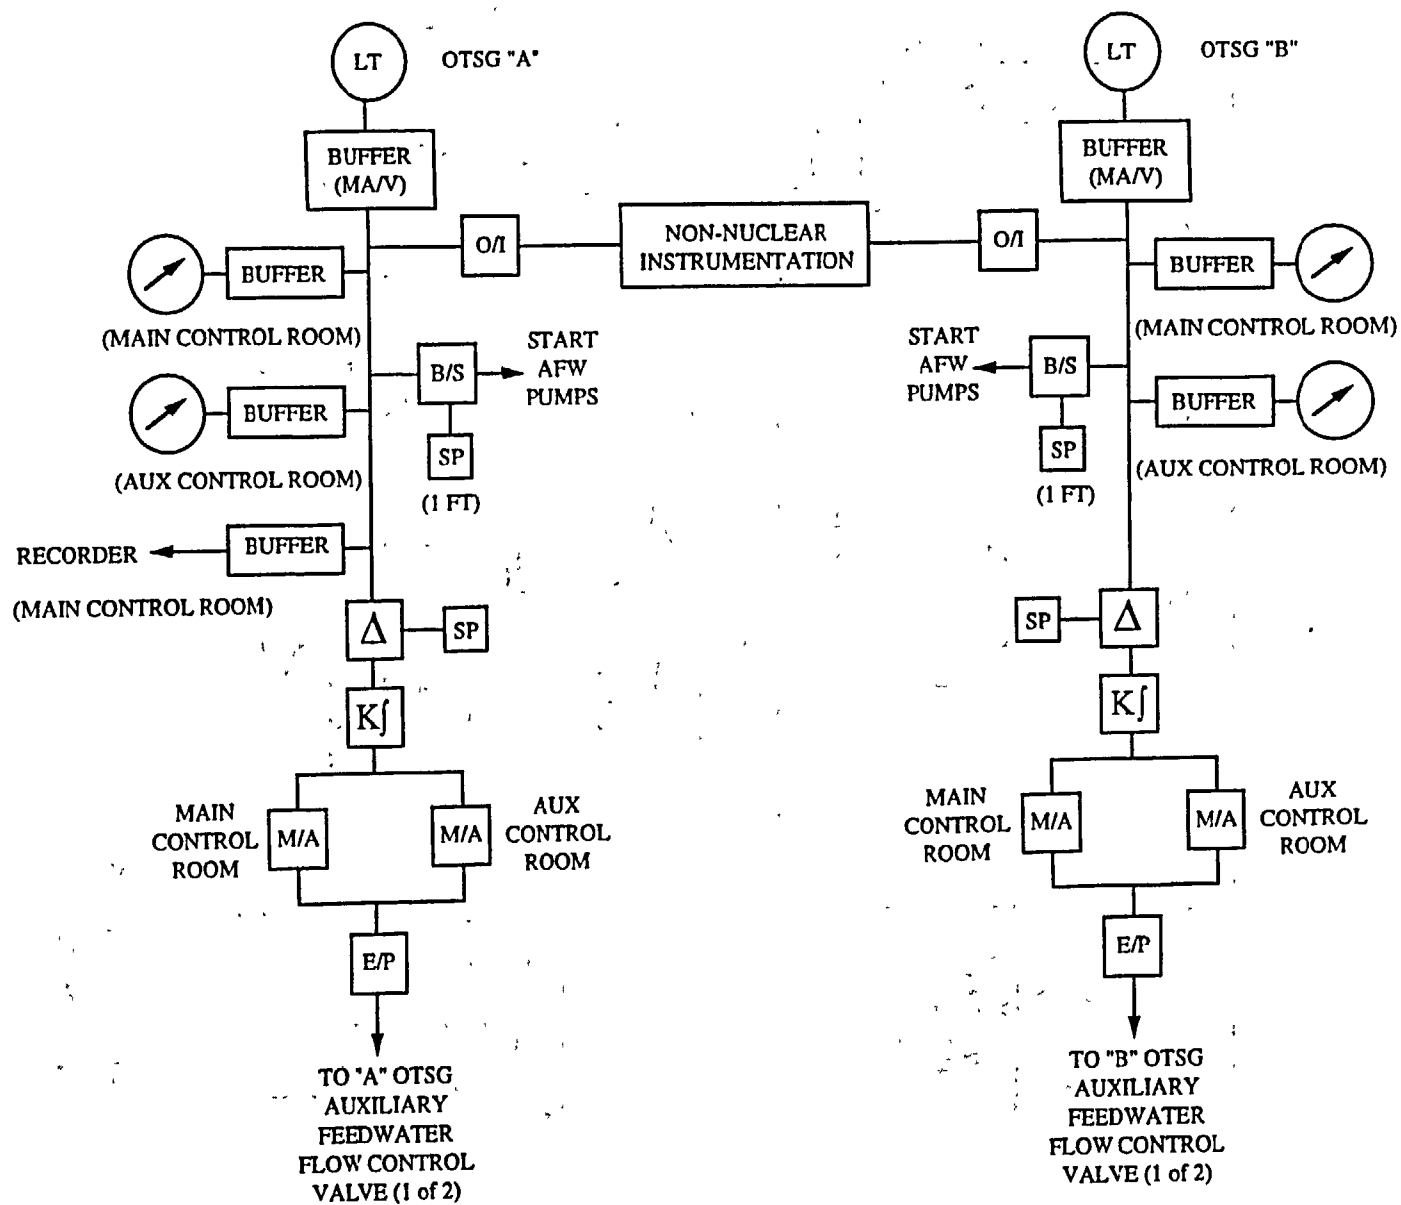 LT
OTSG "A"
BUFFER
(MA/V)
O/I
NON-NUCLEAR
INSTRUMENTATION
BUFFER
(MAIN CONTROL ROOM)
B/S
START
AFW
PUMPS
SP
(1 FT)
BUFFER
(AUX CONTROL ROOM)
RECORDER
BUFFER
(MAIN CONTROL ROOM)
Δ
SP
K∫
MAIN
CONTROL
ROOM
M/A
M/A
AUX
CONTROL
ROOM
E/P
TO "A" OTSG
AUXILIARY
FEEDWATER
FLOW CONTROL
VALVE (1 of 2)
LT
OTSG "B"
BUFFER
(MA/V)
O/I
BUFFER
(MAIN CONTROL ROOM)
START
AFW
PUMPS
B/S
SP
(1 FT)
BUFFER
(AUX CONTROL ROOM)
SP
Δ
K∫
MAIN
CONTROL
ROOM
M/A
M/A
AUX
CONTROL
ROOM
E/P
TO "B" OTSG
AUXILIARY
FEEDWATER
FLOW CONTROL
VALVE (1 of 2)